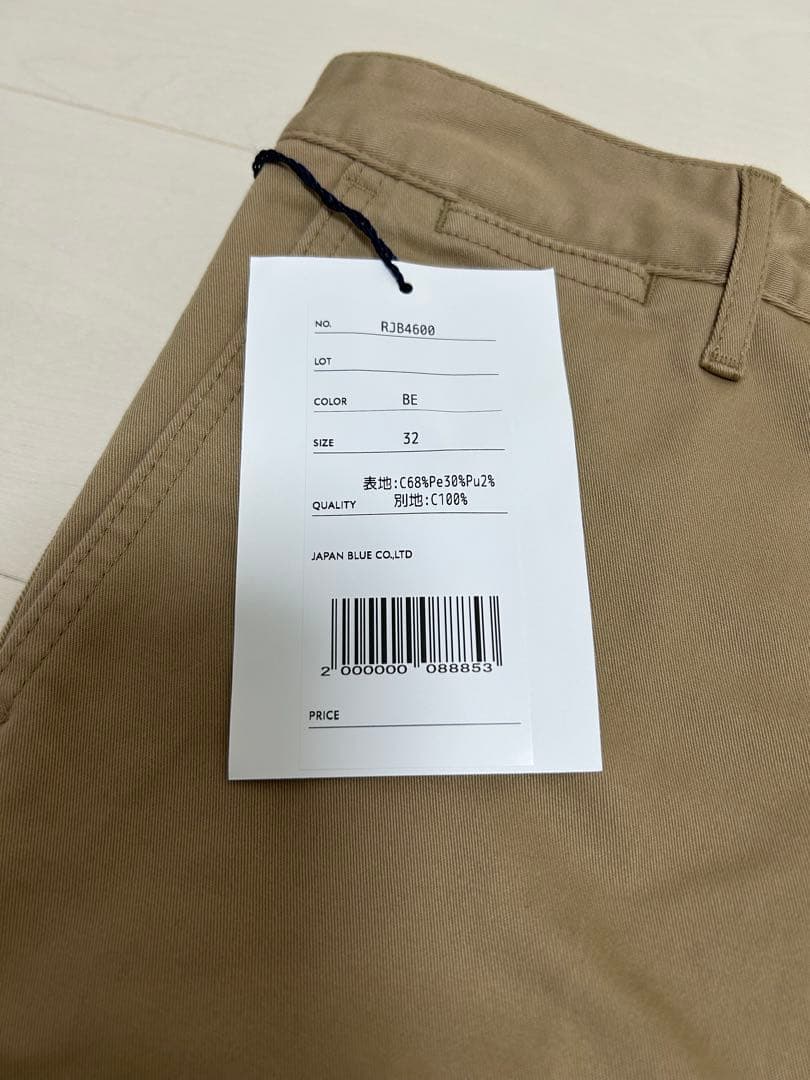 NO. RJB4600
LOT
COLOR BE
SIZE 32
表地:C68%Pe30%Pu2%
QUALITY 別地:C100%
JAPAN BLUE CO.,LTD
2 000000 088853
PRICE